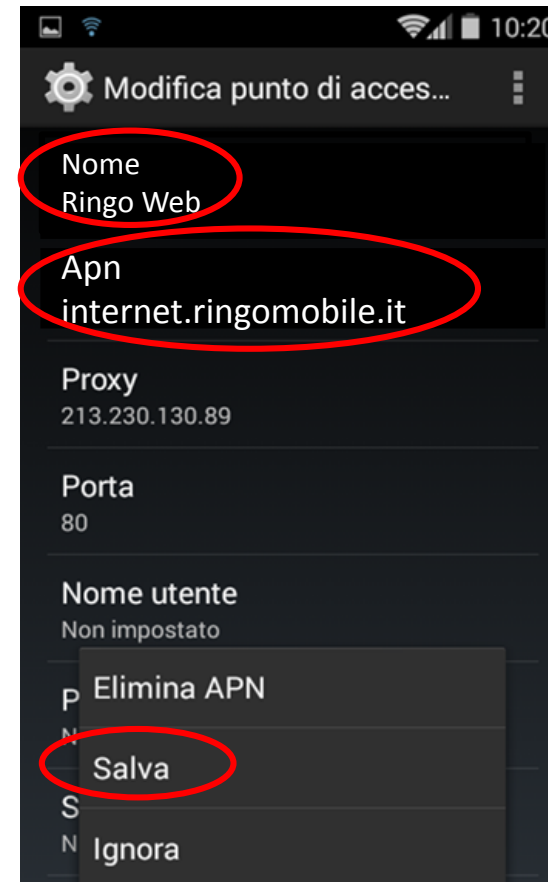 10:20
Modifica punto di acces...
Nome
Ringo Web
Apn
internet.ringomobile.it
Proxy
213.230.130.89
Porta
80
Nome utente
Non impostato
P
Elimina APN
N
Salva
S
N
Ignora